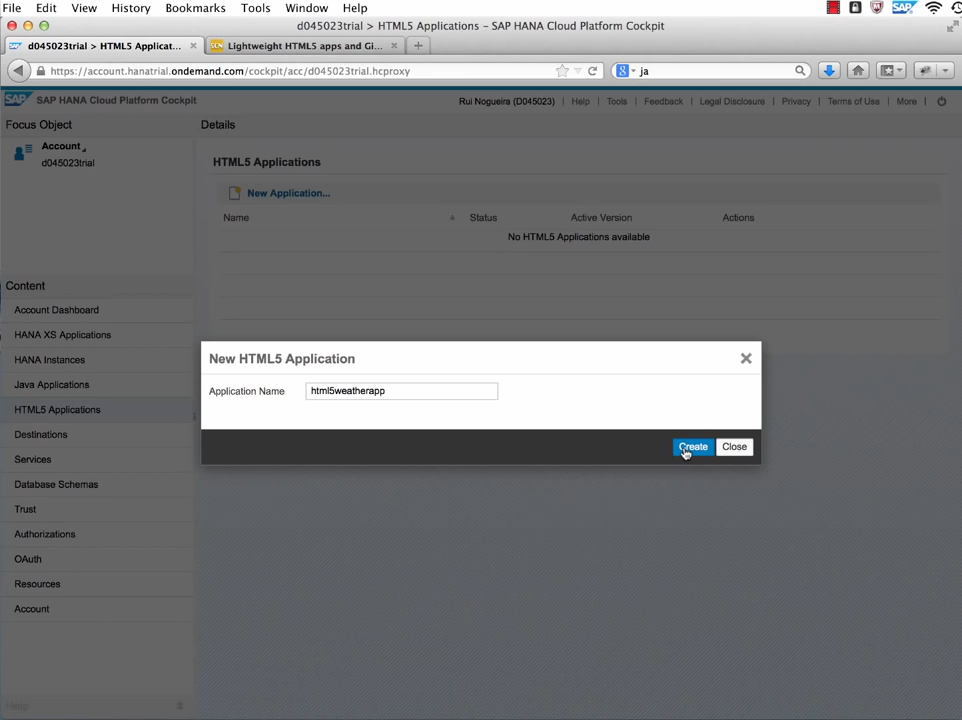 File Edit View History Bookmarks Tools Window Help
d045023trial > HTML5 Applications – SAP HANA Cloud Platform Cockpit
d045023trial > HTML5 Applicat...
SCN Lightweight HTML5 apps and Gi...
https://account.hanatrial.ondemand.com/cockpit/acc/d045023trial.hcproxy
ja
SAP SAP HANA Cloud Platform Cockpit
Rui Nogueira (D045023) | Help | Tools | Feedback | Legal Disclosure | Privacy | Terms of Use | More |
Focus Object
Details
Account
d045023trial
HTML5 Applications
New Application...
Name Status Active Version Actions
No HTML5 Applications available
Content
Account Dashboard
HANA XS Applications
HANA Instances
Java Applications
HTML5 Applications
Destinations
Services
Database Schemas
Trust
Authorizations
OAuth
Resources
Account
Help
New HTML5 Application
Application Name html5weatherapp
Create Close